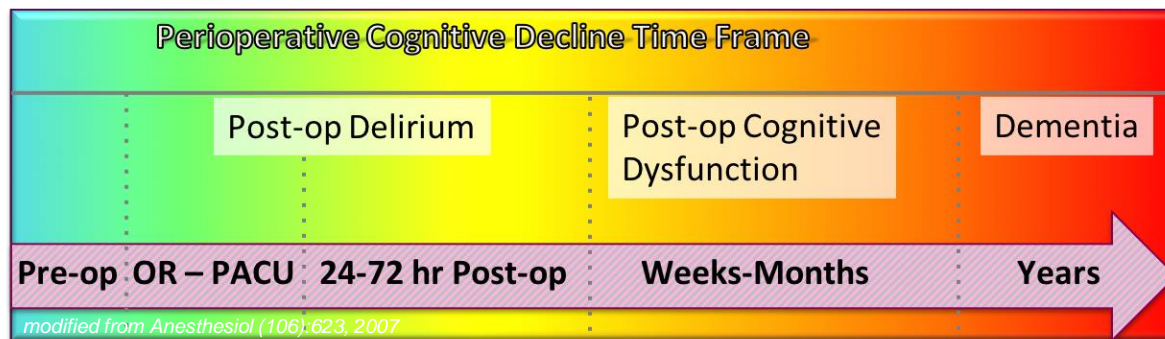 Perioperative Cognitive Decline Time Frame
Post-op Delirium
Post-op Cognitive
Dysfunction
Dementia
Pre-op
OR – PACU
24-72 hr Post-op
Weeks-Months
Years
modified from Anesthesiol (106):623, 2007